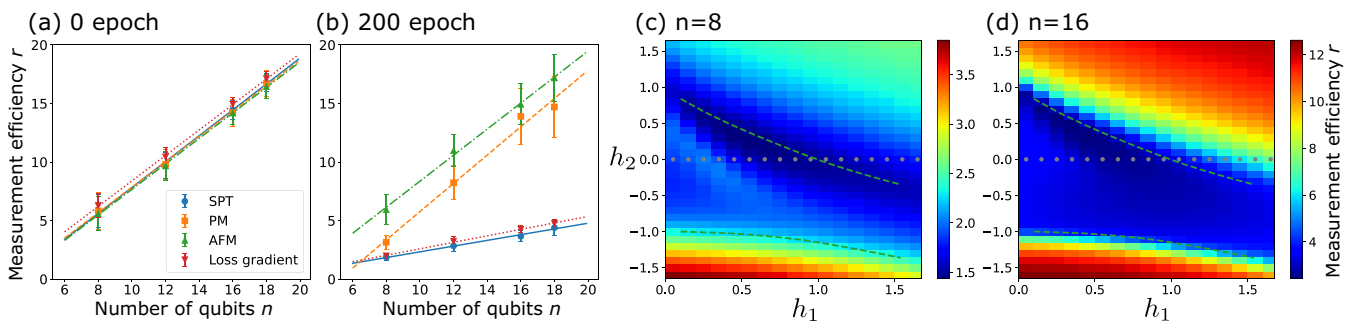 (a) 0 epoch
Measurement efficiency r
20
15
10
5
0
6 8 10 12 14 16 18 20
Number of qubits n
SPT
PM
AFM
Loss gradient
(b) 200 epoch
20
15
10
5
0
6 8 10 12 14 16 18 20
Number of qubits n
(c) n=8
1.5
1.0
0.5
0.0
−0.5
−1.0
−1.5
h2
0.0 0.5 1.0 1.5
h1
3.5
3.0
2.5
2.0
1.5
(d) n=16
1.5
1.0
0.5
0.0
−0.5
−1.0
−1.5
0.0 0.5 1.0 1.5
h1
12
10
8
6
4
Measurement efficiency r